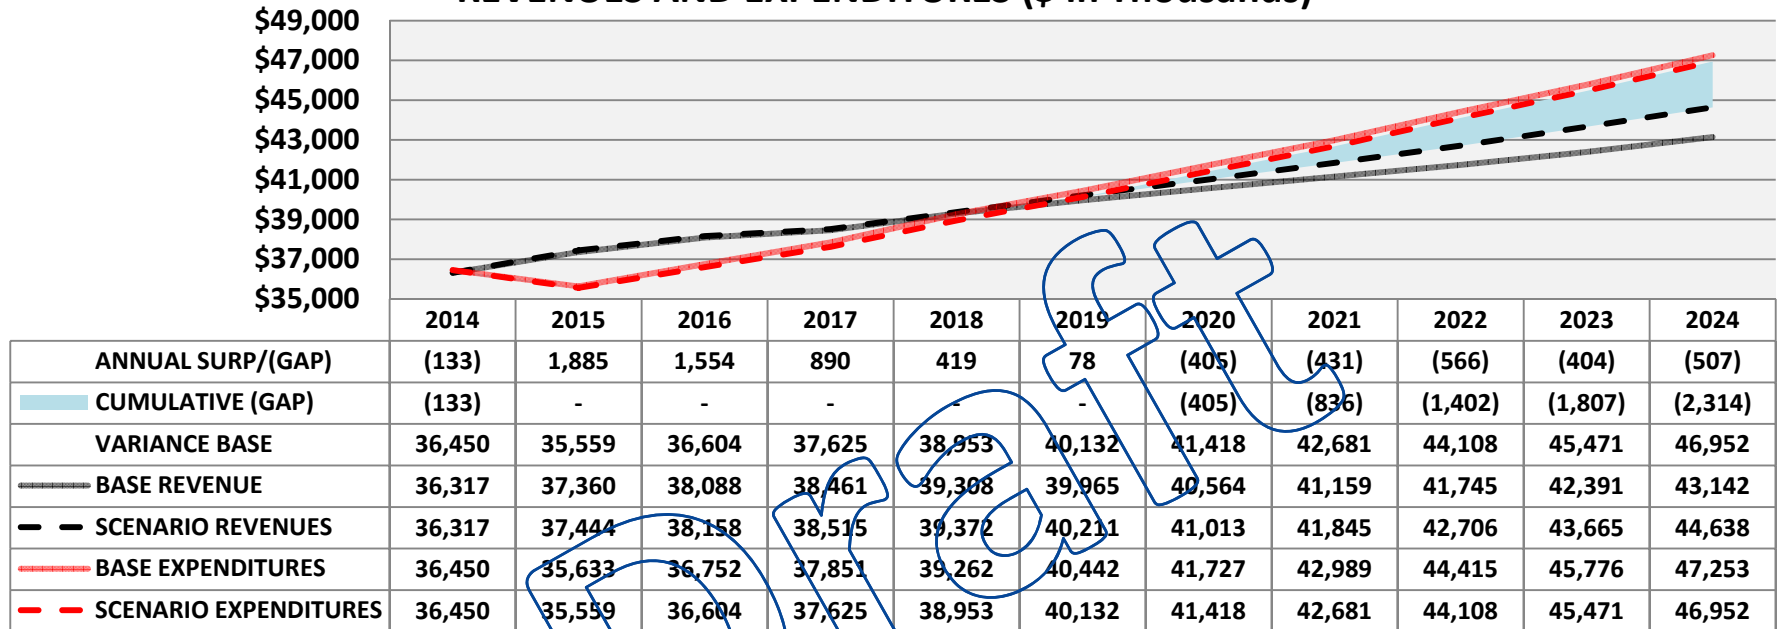 REVENUES AND EXPENDITURES ($ in Thousands)
$49,000
$47,000
$45,000
$43,000
$41,000
$39,000
$37,000
$35,000
2014 2015 2016 2017 2018 2019 2020 2021 2022 2023 2024
ANNUAL SURP/(GAP) (133) 1,885 1,554 890 419 78 (405) (431) (566) (404) (507)
CUMULATIVE (GAP) (133) - - - - - (405) (836) (1,402) (1,807) (2,314)
VARIANCE BASE 36,450 35,559 36,604 37,625 38,953 40,132 41,418 42,681 44,108 45,471 46,952
BASE REVENUE 36,317 37,360 38,088 38,461 39,308 39,965 40,564 41,159 41,745 42,391 43,142
SCENARIO REVENUES 36,317 37,444 38,158 38,515 39,372 40,211 41,013 41,845 42,706 43,665 44,638
BASE EXPENDITURES 36,450 35,633 36,752 37,851 39,262 40,442 41,727 42,989 44,415 45,776 47,253
SCENARIO EXPENDITURES 36,450 35,559 36,604 37,625 38,953 40,132 41,418 42,681 44,108 45,471 46,952
Draft